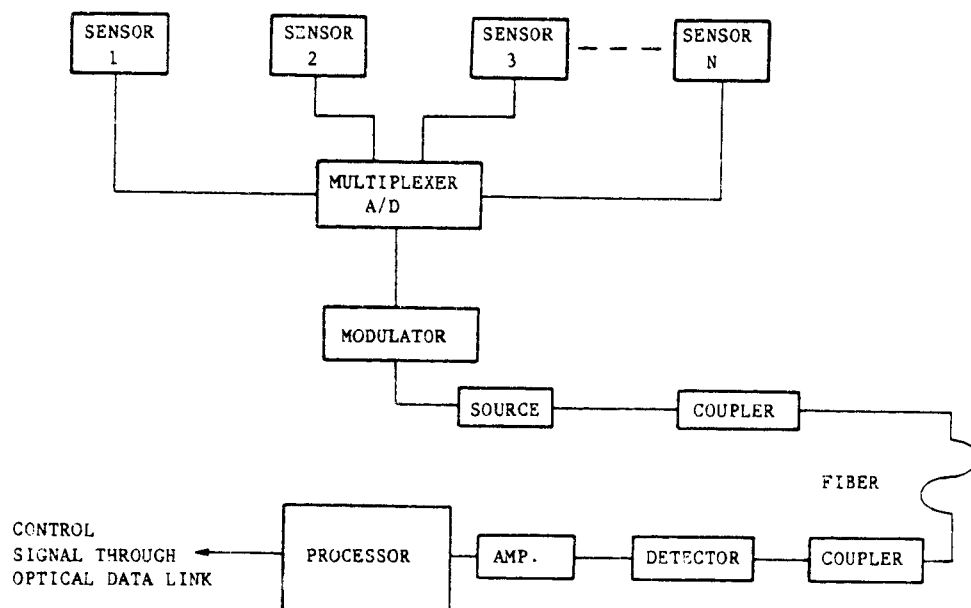 SENSOR
1
SENSOR
2
SENSOR
3
SENSOR
N
MULTIPLEXER
A/D
MODULATOR
SOURCE
COUPLER
FIBER
CONTROL
SIGNAL THROUGH
OPTICAL DATA LINK
PROCESSOR
AMP.
DETECTOR
COUPLER